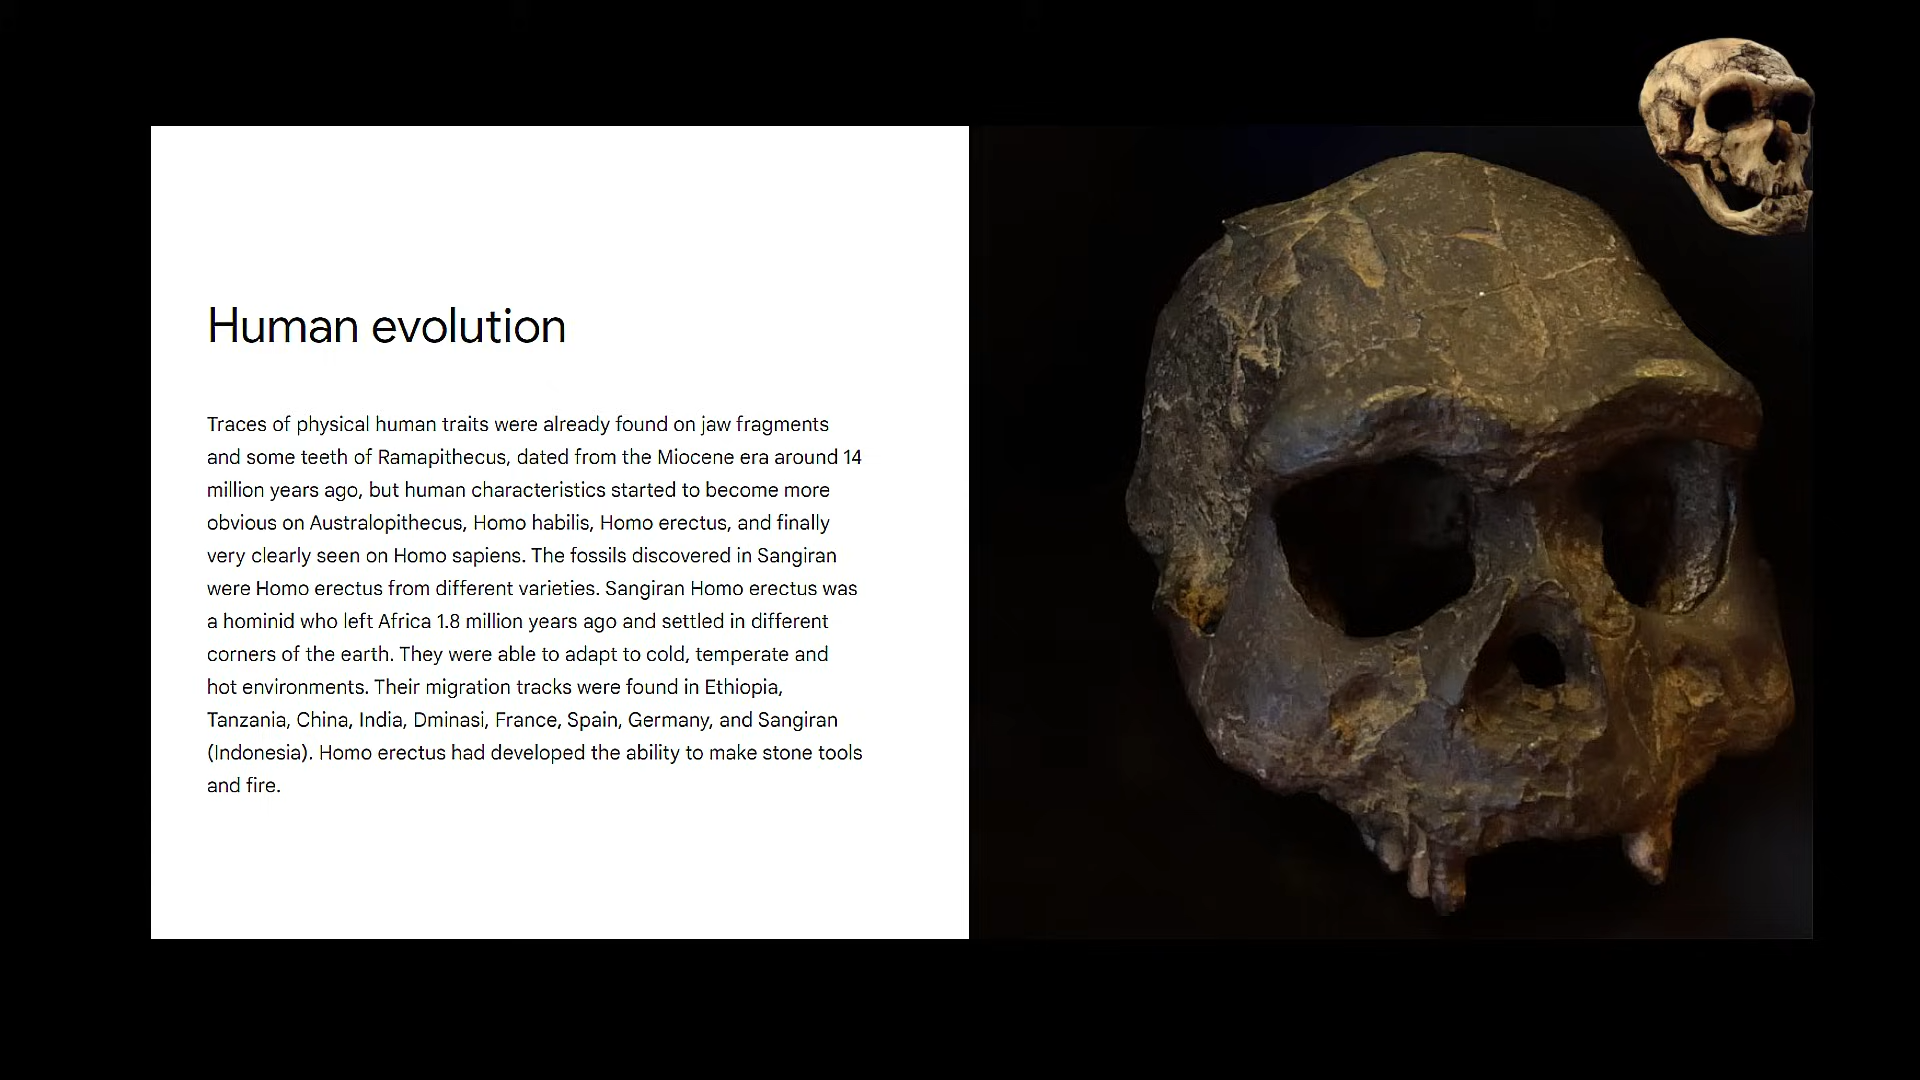 Human evolution
Traces of physical human traits were already found on jaw fragments
and some teeth of Ramapithecus, dated from the Miocene era around 14
million years ago, but human characteristics started to become more
obvious on Australopithecus, Homo habilis, Homo erectus, and finally
very clearly seen on Homo sapiens. The fossils discovered in Sangiran
were Homo erectus from different varieties. Sangiran Homo erectus was
a hominid who left Africa 1.8 million years ago and settled in different
corners of the earth. They were able to adapt to cold, temperate and
hot environments. Their migration tracks were found in Ethiopia,
Tanzania, China, India, Dminasi, France, Spain, Germany, and Sangiran
(Indonesia). Homo erectus had developed the ability to make stone tools
and fire.